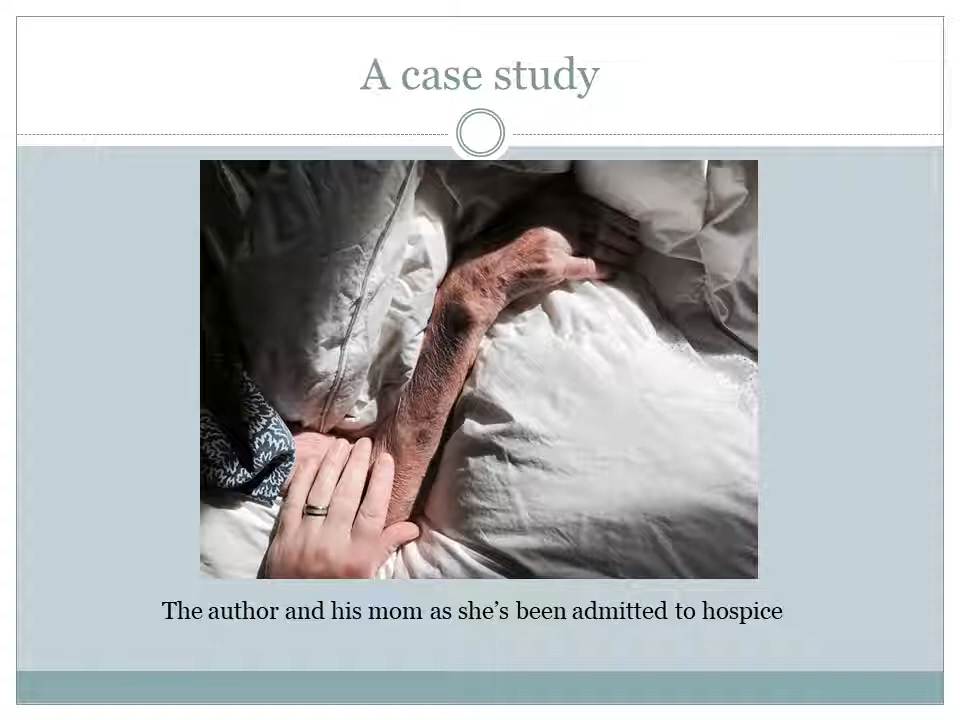 A case study
The author and his mom as she’s been admitted to hospice